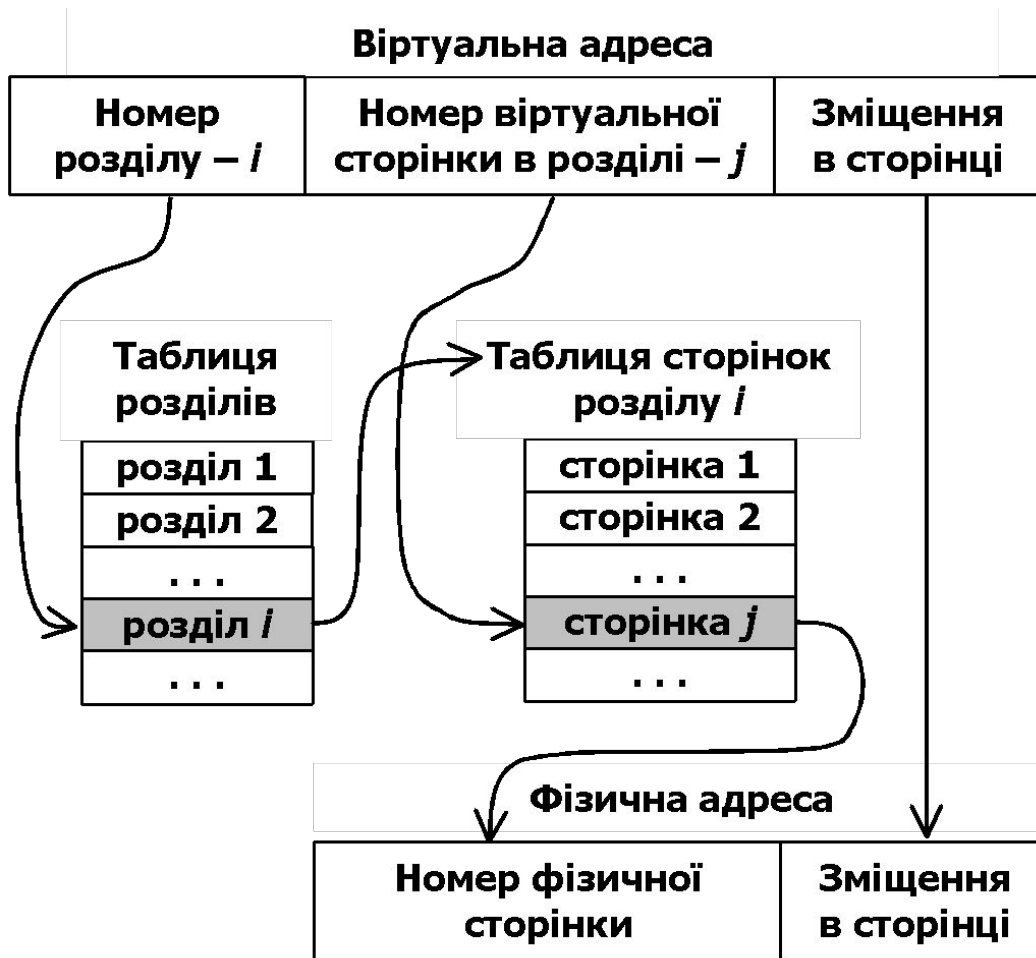 Віртуальна адреса
Номер
розділу – i
Номер віртуальної
сторінки в розділі – j
Зміщення
в сторінці
Таблиця
розділів
розділ 1
розділ 2
. . .
розділ i
. . .
Таблиця сторінок
розділу i
сторінка 1
сторінка 2
. . .
сторінка j
. . .
Фізична адреса
Номер фізичної
сторінки
Зміщення
в сторінці